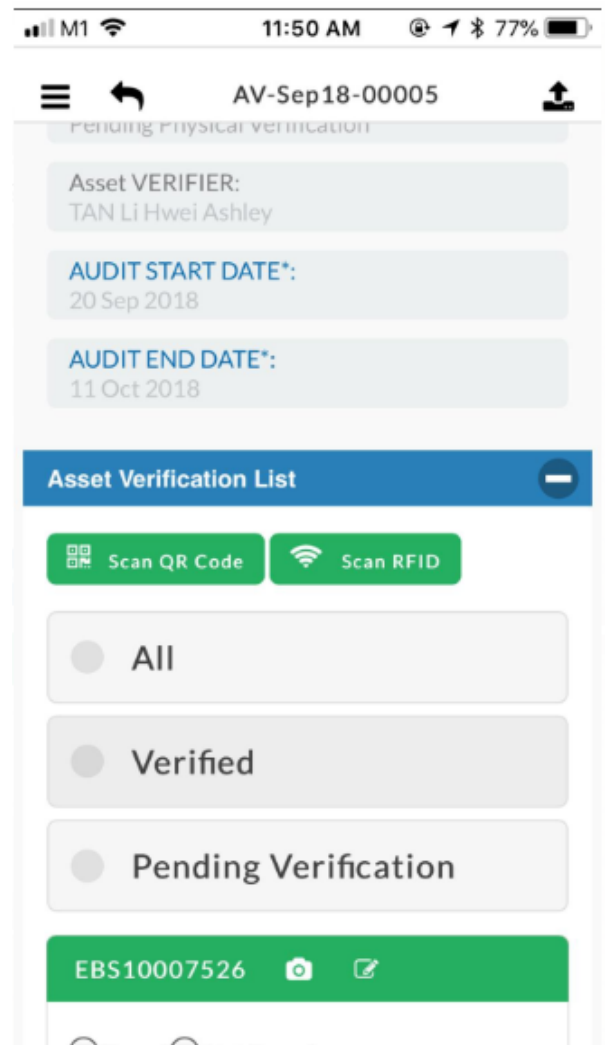 M1 11:50 AM 77%
AV-Sep18-00005
Pending Physical Verification
Asset VERIFIER:
TAN Li Hwei Ashley
AUDIT START DATE*:
20 Sep 2018
AUDIT END DATE*:
11 Oct 2018
Asset Verification List
Scan QR Code Scan RFID
All
Verified
Pending Verification
EBS10007526